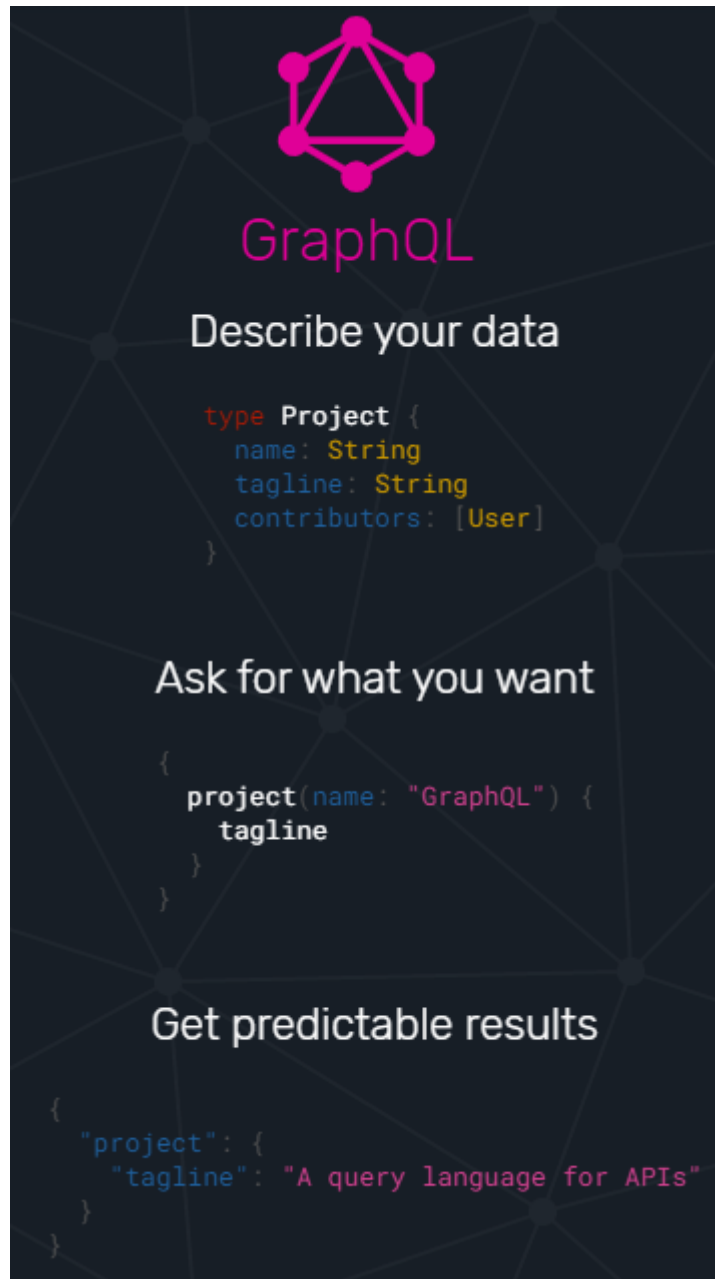 GraphQL
Describe your data
type Project {
  name: String
  tagline: String
  contributors: [User]
}
Ask for what you want
{
  project(name: "GraphQL") {
    tagline
  }
}
Get predictable results
{
  "project": {
    "tagline": "A query language for APIs"
  }
}